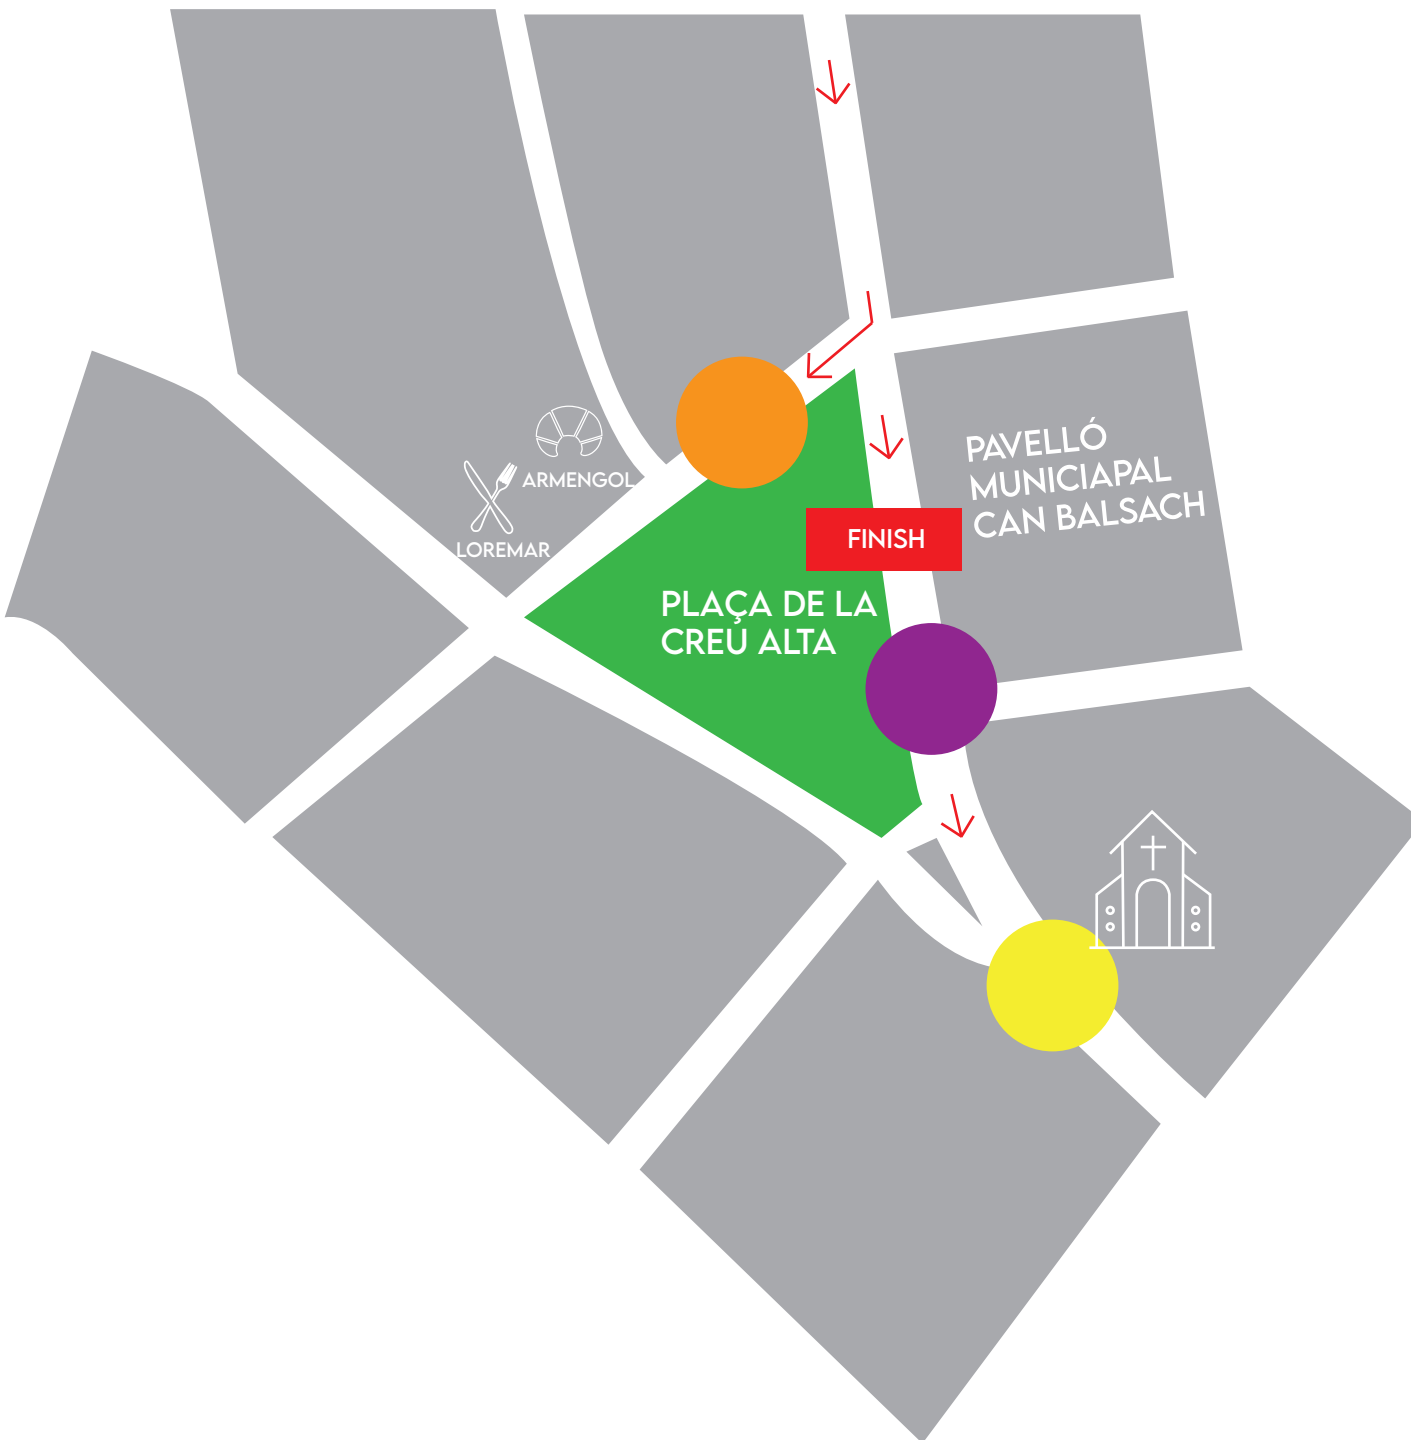 ARMENGOL
LOREMAR
PAVELLÓ
MUNICIAPAL
CAN BALSACH
FINISH
PLAÇA DE LA
CREU ALTA